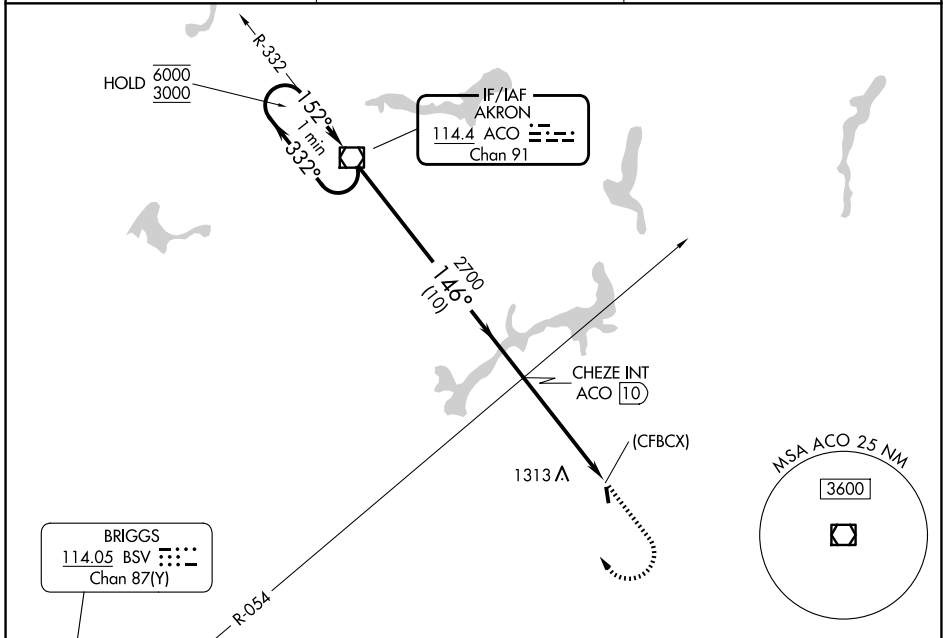 R-332
HOLD 6000
3000
152°
1 min
332°
IF/IAF
AKRON
114.4 ACO
Chan 91
2700
146°
(10)
CHEZE INT
ACO 10
(CFBCX)
1313
MSA ACO 25 NM
3600
BRIGGS
114.05 BSV
Chan 87(Y)
R-054